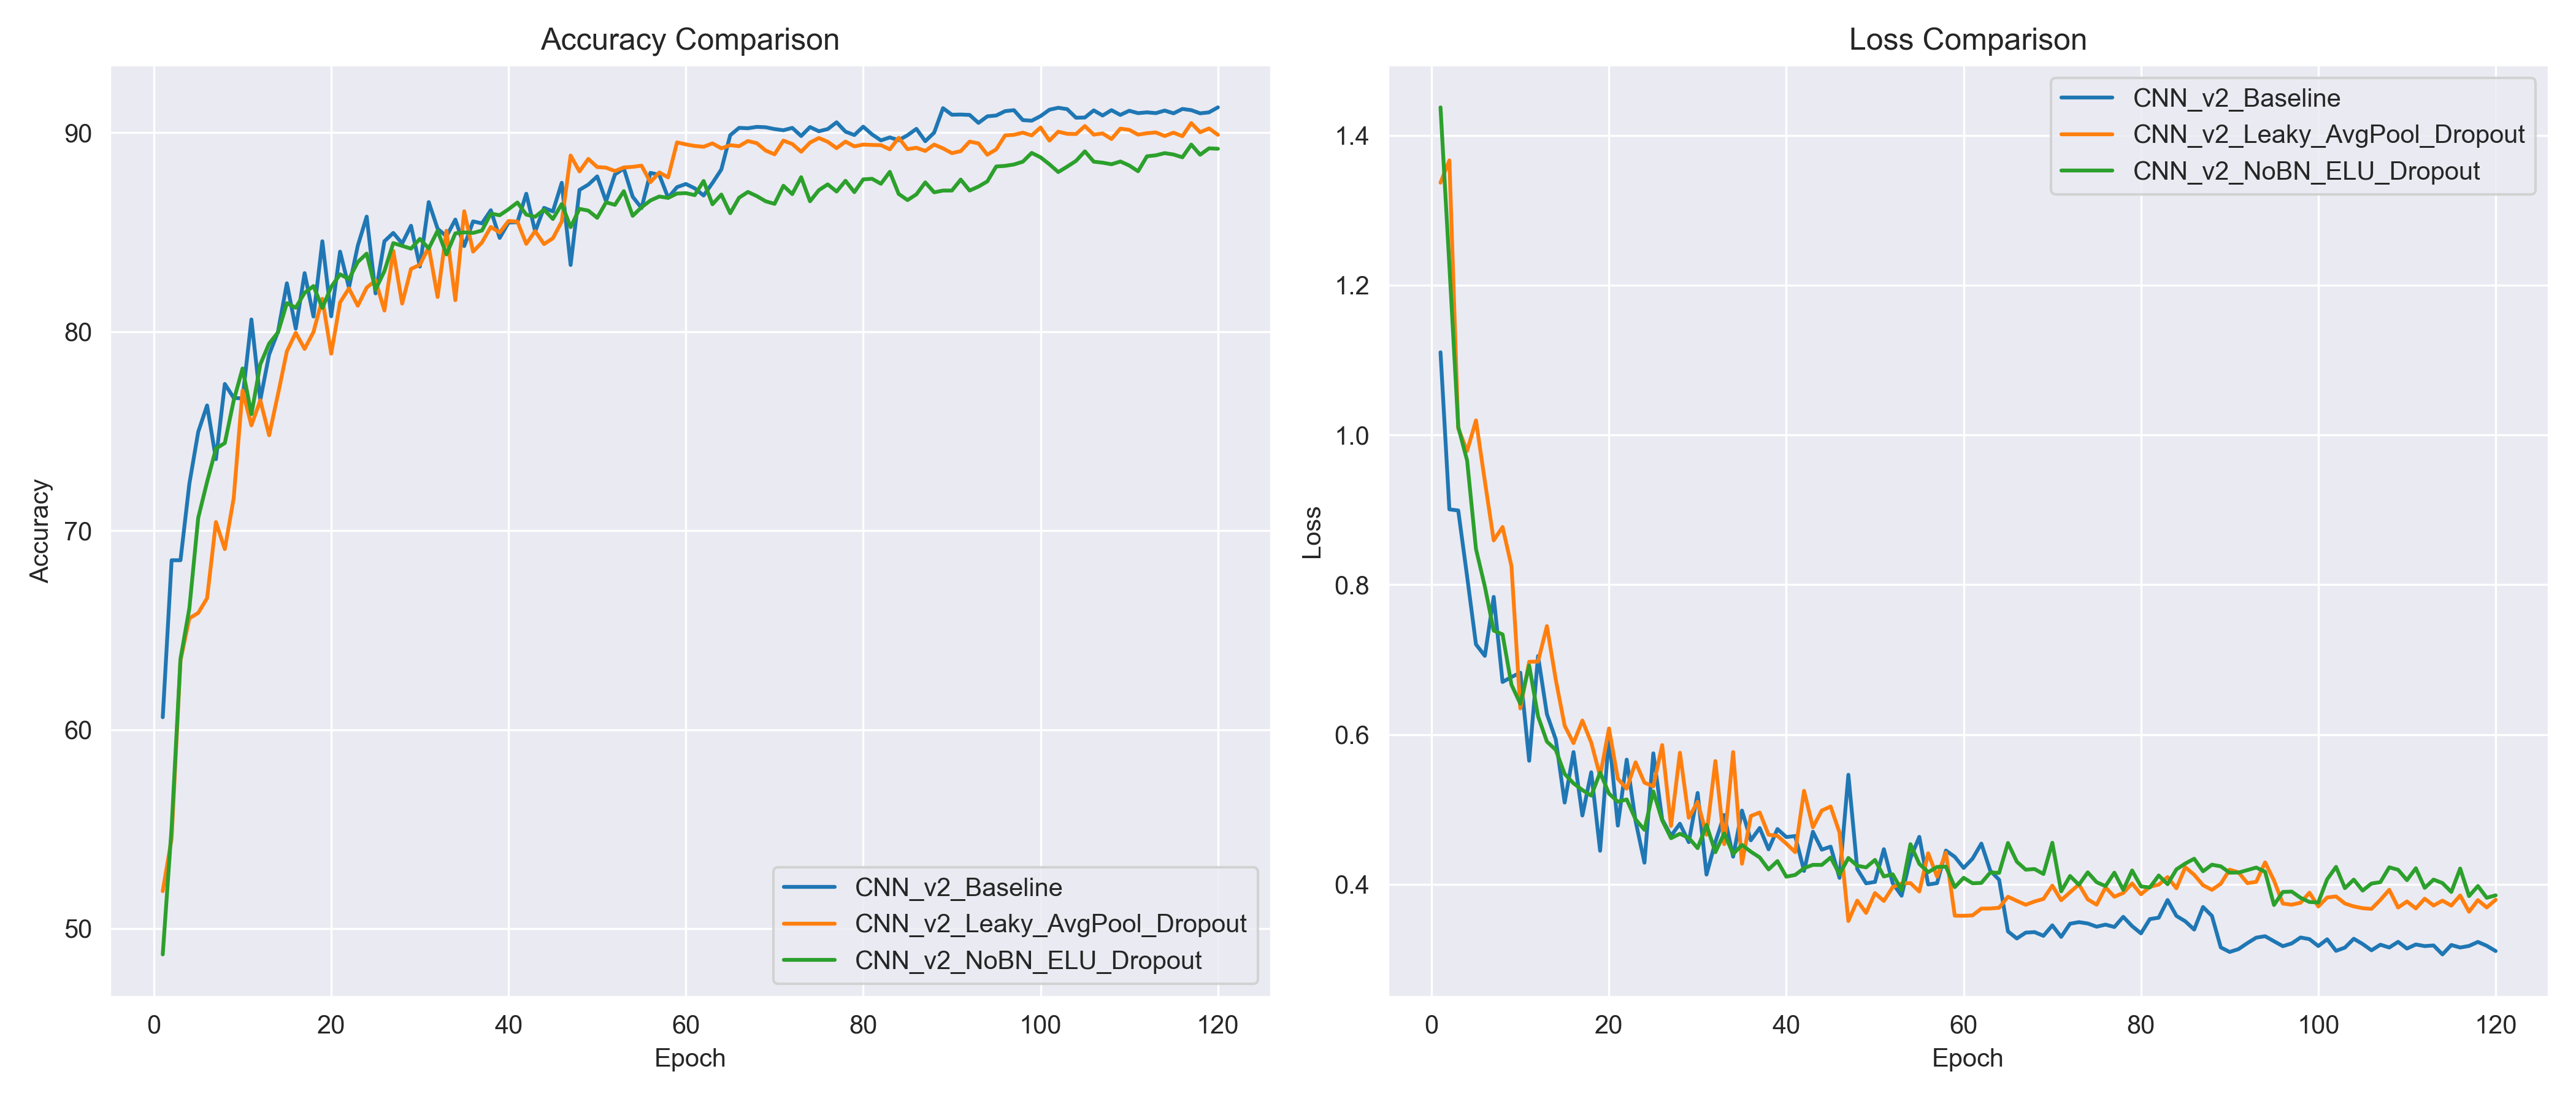 Accuracy Comparison
Accuracy
90
80
70
60
50
0 20 40 60 80 100 120
Epoch
CNN_v2_Baseline
CNN_v2_Leaky_AvgPool_Dropout
CNN_v2_NoBN_ELU_Dropout
Loss Comparison
Loss
1.4
1.2
1.0
0.8
0.6
0.4
0 20 40 60 80 100 120
Epoch
CNN_v2_Baseline
CNN_v2_Leaky_AvgPool_Dropout
CNN_v2_NoBN_ELU_Dropout